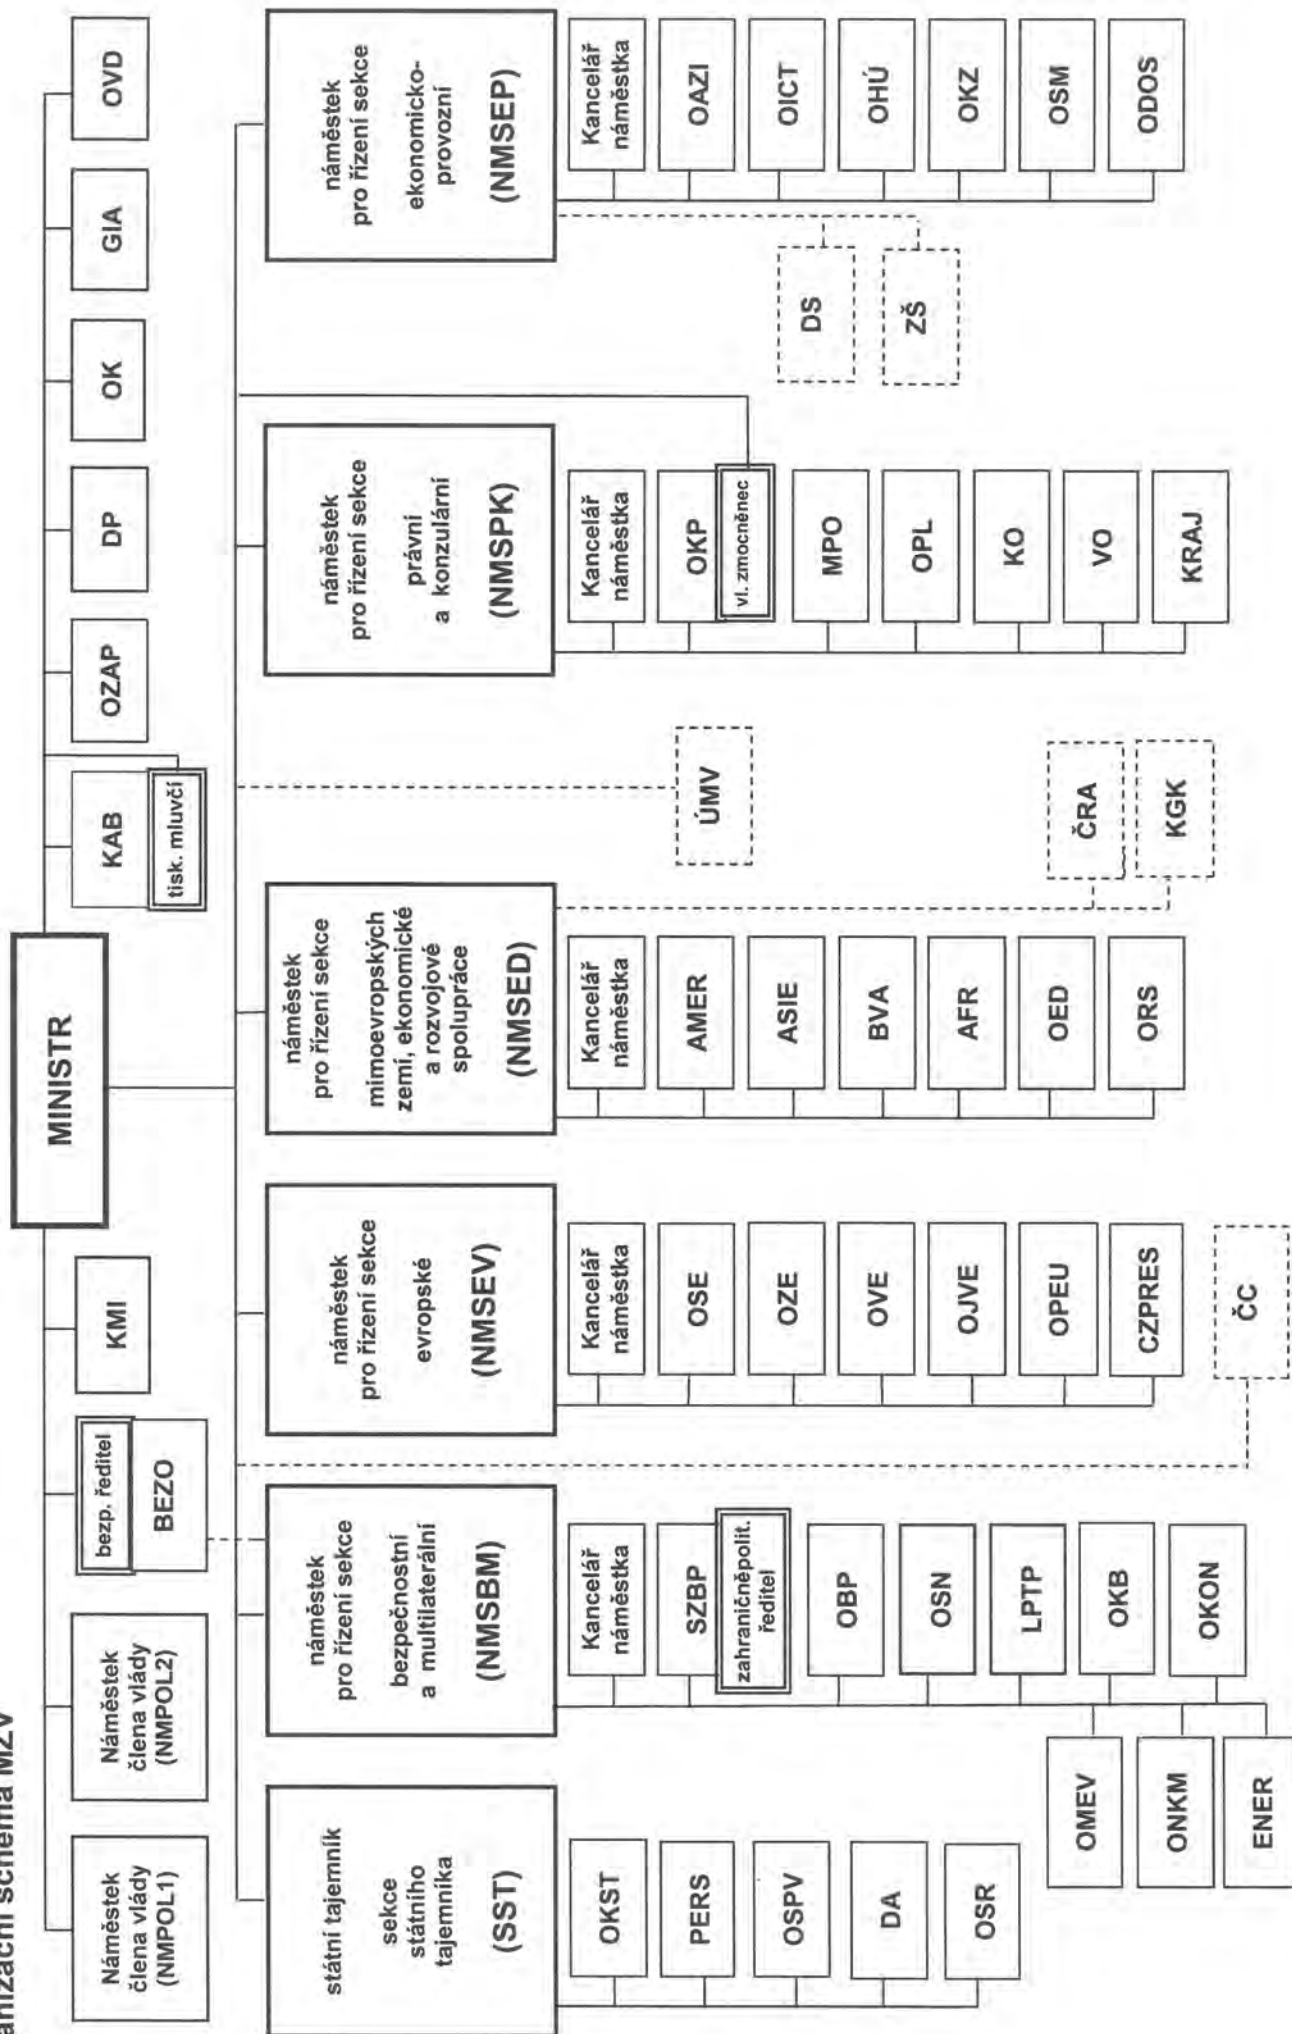 anizační schéma MZV
MINISTR
Náměstek
člena vlády
(NMPOL1)
Náměstek
člena vlády
(NMPOL2)
bezp. ředitel
BEZO
KMI
KAB
tisk. mluvčí
OZAP
DP
OK
GIA
OVD
státní tajemník
sekce
státního
tajemníka
(SST)
OKST
PERS
OSPV
DA
OSR
náměstek
pro řízení sekce
bezpečnostní
a multilaterální
(NMSBM)
Kancelář
náměstka
SZBP
zahraničněpolit.
ředitel
OBP
OSN
LPTP
OKB
OKON
OMEV
ONKM
ENER
náměstek
pro řízení sekce
evropské
(NMSEV)
Kancelář
náměstka
OSE
OZE
OVE
OJVE
OPEU
CZPRES
ČC
náměstek
pro řízení sekce
mimoevropských
zemí, ekonomické
a rozvojové
spolupráce
(NMSED)
Kancelář
náměstka
AMER
ASIE
BVA
AFR
OED
ORS
ÚMV
ČRA
KGK
náměstek
pro řízení sekce
právní
a konzulární
(NMSPK)
Kancelář
náměstka
OKP
vl. zmocněnec
MPO
OPL
KO
VO
KRAJ
náměstek
pro řízení sekce
ekonomicko-
provozní
(NMSEP)
DS
ZŠ
Kancelář
náměstka
OAZI
OICT
OHÚ
OKZ
OSM
ODOS